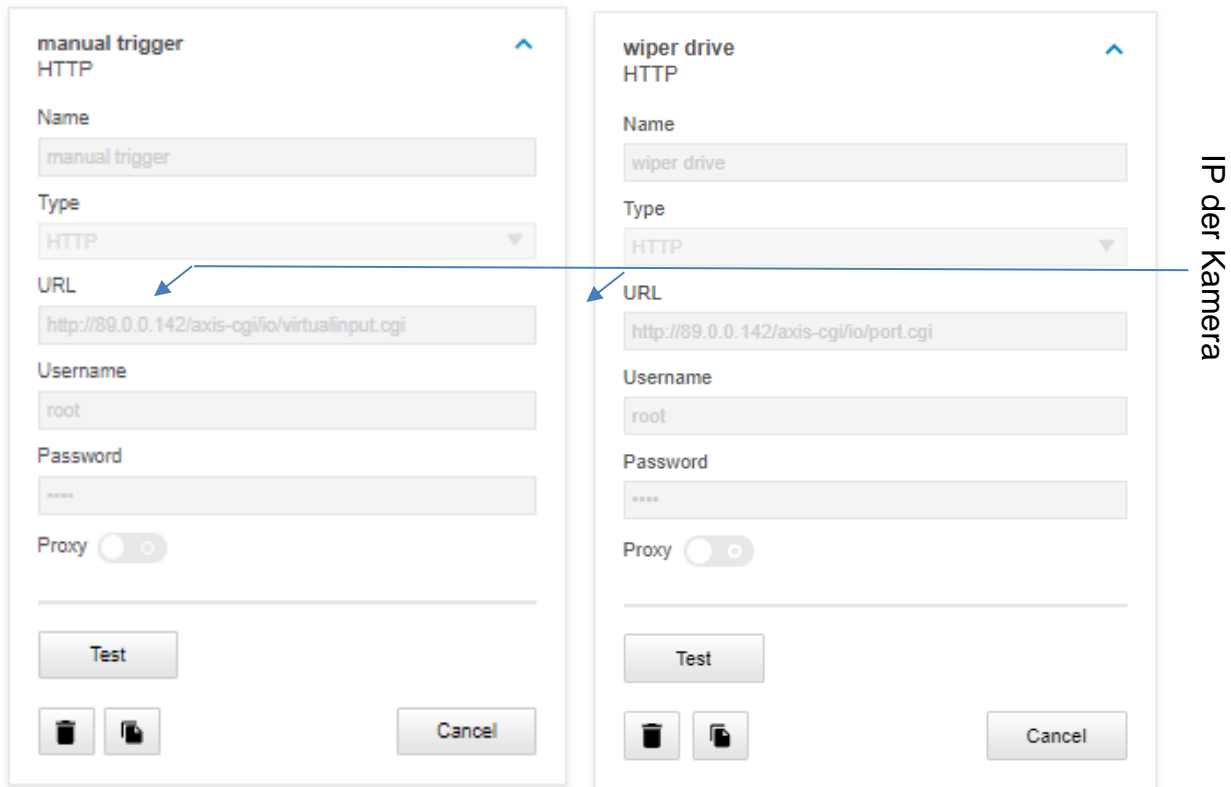 manual trigger
HTTP
Name
manual trigger
Type
HTTP
URL
http://89.0.0.142/axis-cgi/io/virtualinput.cgi
Username
root
Password
••••
Proxy
Test
Cancel
wiper drive
HTTP
Name
wiper drive
Type
HTTP
URL
http://89.0.0.142/axis-cgi/io/port.cgi
Username
root
Password
••••
Proxy
Test
Cancel
IP der Kamera